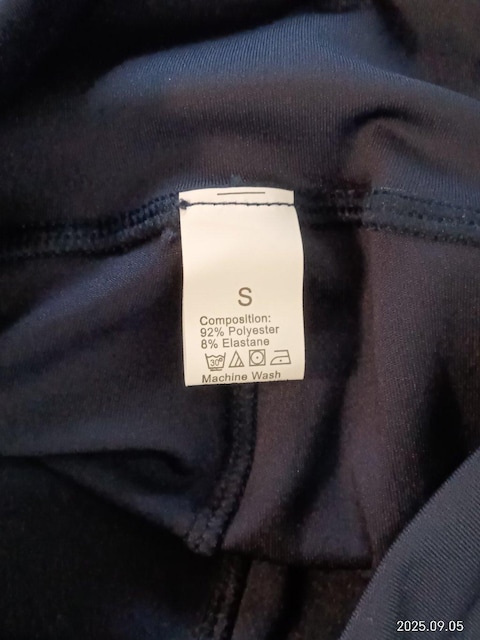 S
Composition:
92% Polyester
8% Elastane
30°
Machine Wash
2025.09.05